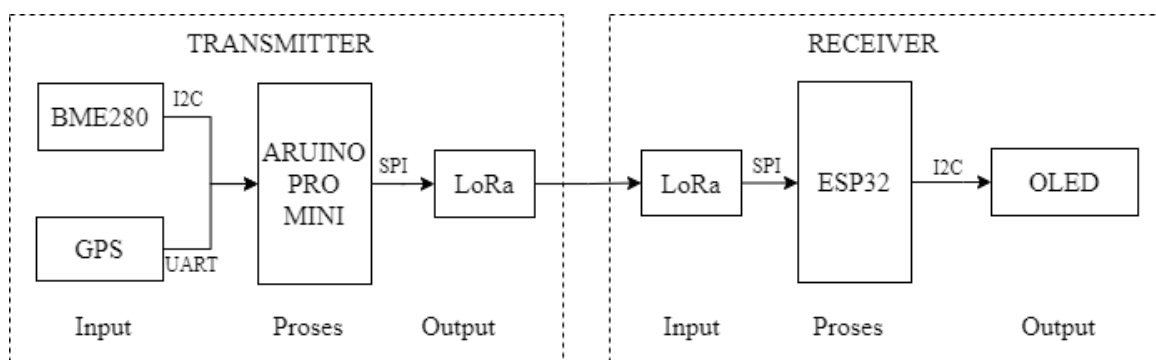 TRANSMITTER
BME280
I2C
GPS
UART
ARUINO
PRO
MINI
SPI
LoRa
Input
Proses
Output
RECEIVER
LoRa
SPI
ESP32
I2C
OLED
Input
Proses
Output